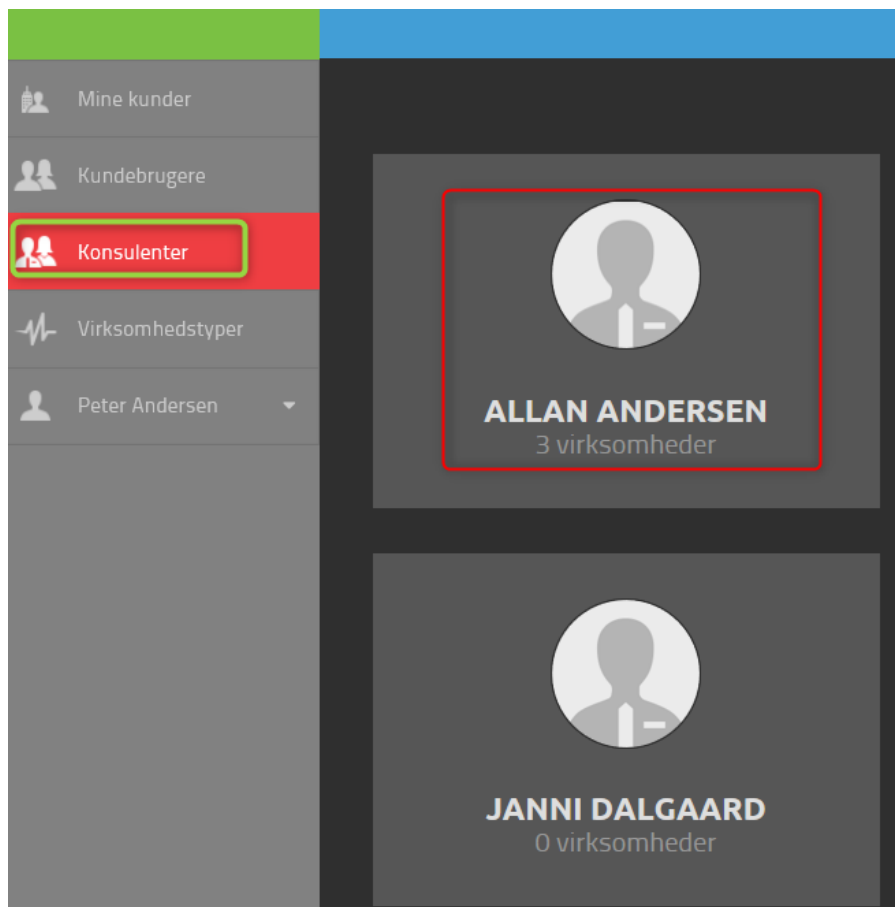 Mine kunder
Kundebrugere
Konsulenter
Virksomhedstyper
Peter Andersen
ALLAN ANDERSEN
3 virksomheder
JANNI DALGAARD
0 virksomheder